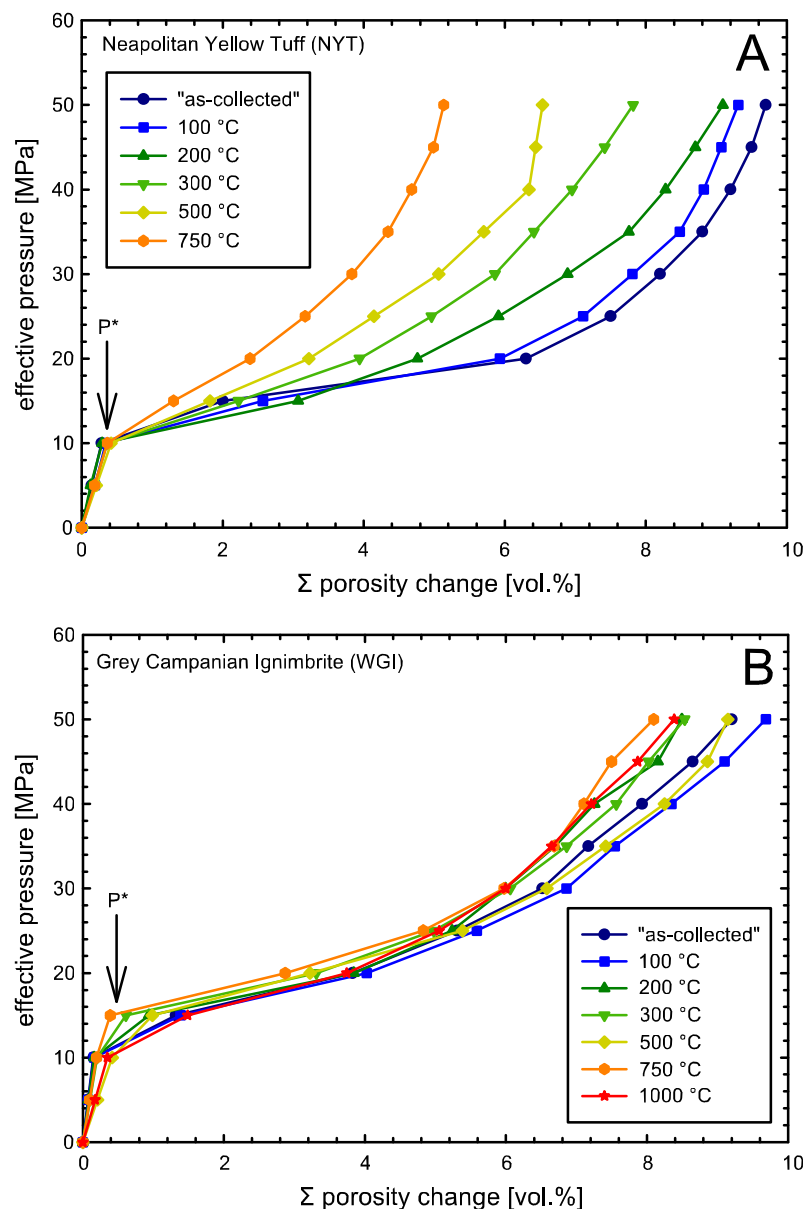 60
Neapolitan Yellow Tuff (NYT)
A
"as-collected"
100 °C
200 °C
300 °C
500 °C
750 °C
50
40
30
20
10
0
P*
effective pressure [MPa]
0 2 4 6 8 10
Σ porosity change [vol.%]
60
Grey Campanian Ignimbrite (WGI)
B
50
40
30
20
10
0
P*
effective pressure [MPa]
"as-collected"
100 °C
200 °C
300 °C
500 °C
750 °C
1000 °C
0 2 4 6 8 10
Σ porosity change [vol.%]